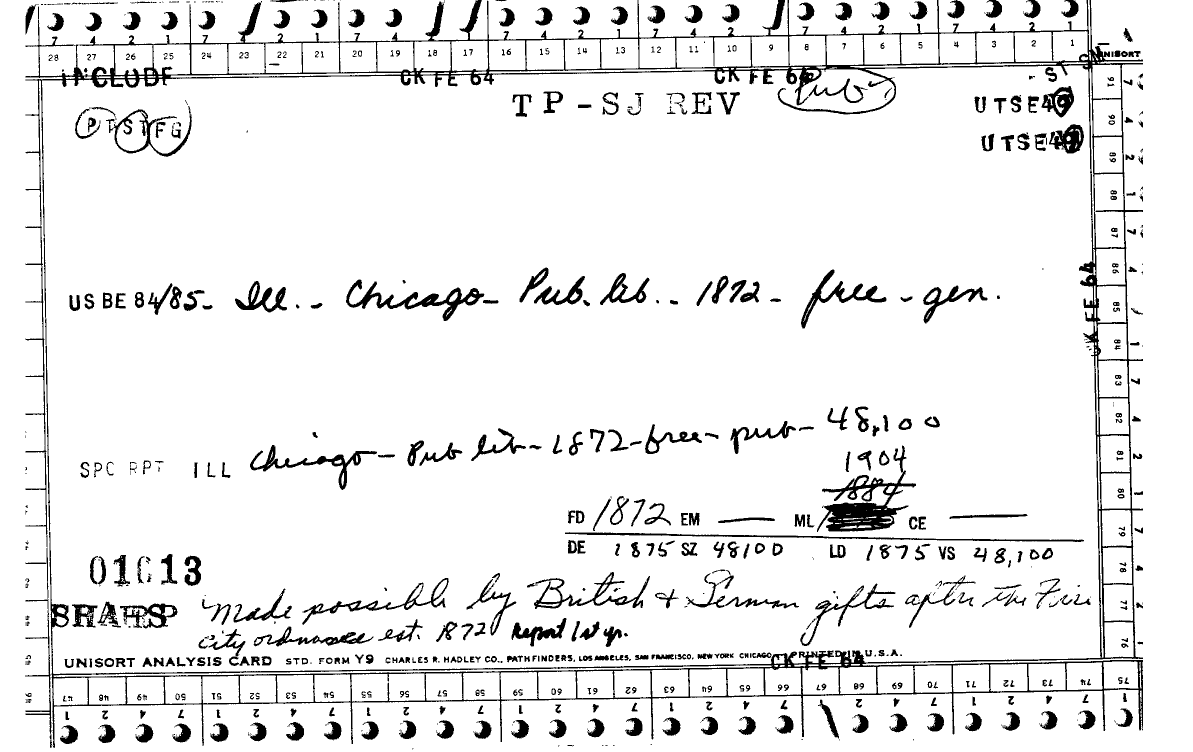 7 4 2 1 7 4 2 1 7 4 2 1 7 4 2 1 7 4 2 1 7 4 2 1 7 4 2 1
28 27 26 25 24 23 22 21 20 19 18 17 16 15 14 13 12 11 10 9 8 7 6 5 4 3 2 1 UNISORT
INCLUDE CK FE 64 CK FE 64 - ST
TP-SJ REV Pub UTSE49
PTSTFG UTSE49
US BE 84/85- Ill. - Chicago - Pub. lib. - 1872 - free - gen.
CK FE 64
SPC RPT ILL Chicago - Pub lib - 1872 - free - pub - 48,100
1904
1884
FD 1872 EM — ML CE —
DE 1875 SZ 48100 LD 1875 VS 48,100
01613
SHARSP Made possible by British + German gifts after the Fire
city ordinance est. 1872 Report 1st yr.
UNISORT ANALYSIS CARD STD. FORM Y9 CHARLES R. HADLEY CO., PATHFINDERS, LOS ANGELES, SAN FRANCISCO, NEW YORK CHICAGO PRINTED IN U.S.A.
CK FE 64
91 90 89 88 87 86 85 84 83 82 81 80 79 78 77 76
47 48 49 50 51 52 53 54 55 56 57 58 59 60 61 62 63 64 65 66 67 68 69 70 71 72 73 74 75
1 2 4 7 1 2 4 7 1 2 4 7 1 2 4 7 1 2 4 7 1 2 4 7 1 2 4 7 1